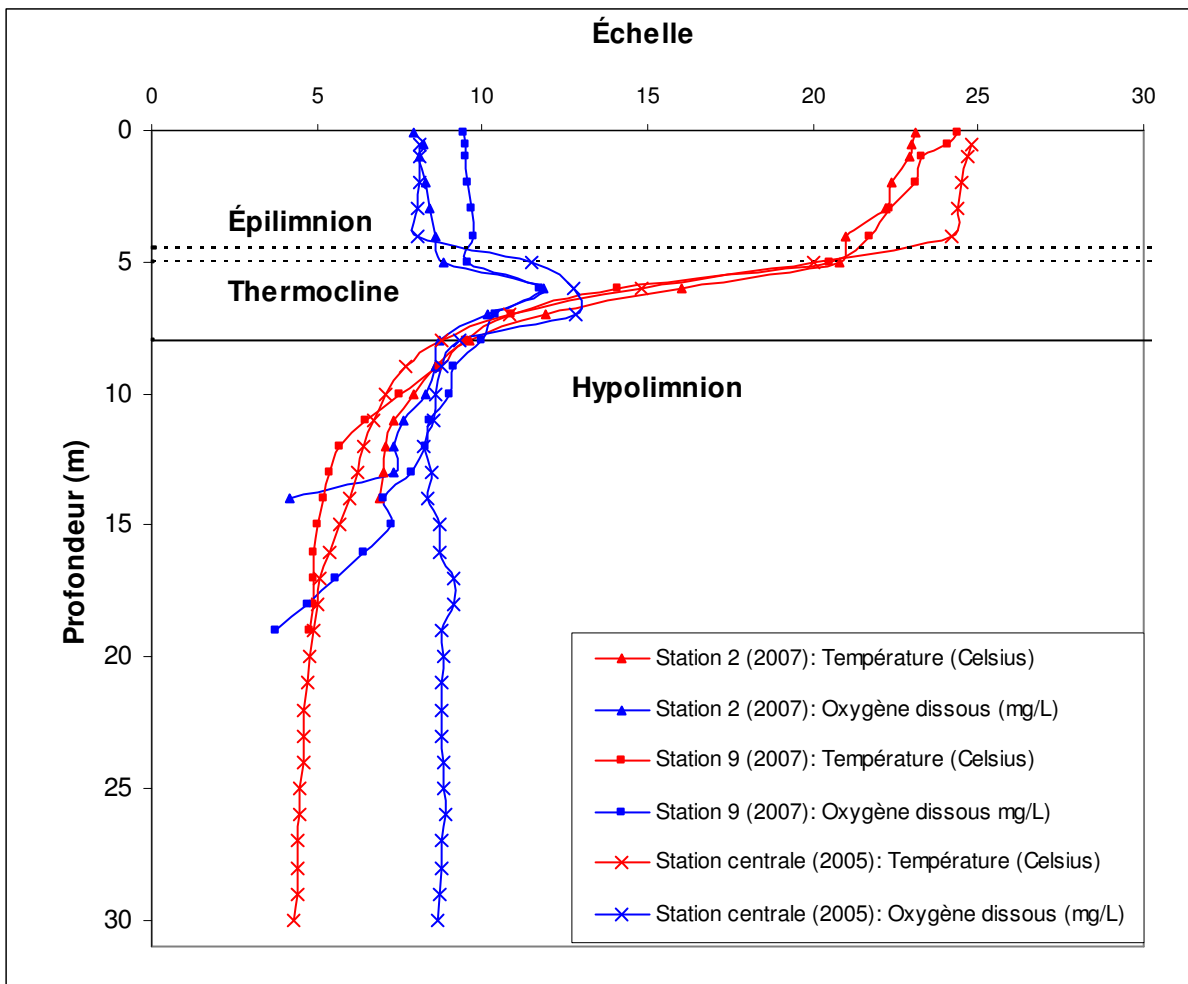 Échelle
0 5 10 15 20 25 30
0
5
10
15
20
25
30
Profondeur (m)
Épilimnion
Thermocline
Hypolimnion
Station 2 (2007): Température (Celsius)
Station 2 (2007): Oxygène dissous (mg/L)
Station 9 (2007): Température (Celsius)
Station 9 (2007): Oxygène dissous mg/L)
Station centrale (2005): Température (Celsius)
Station centrale (2005): Oxygène dissous (mg/L)